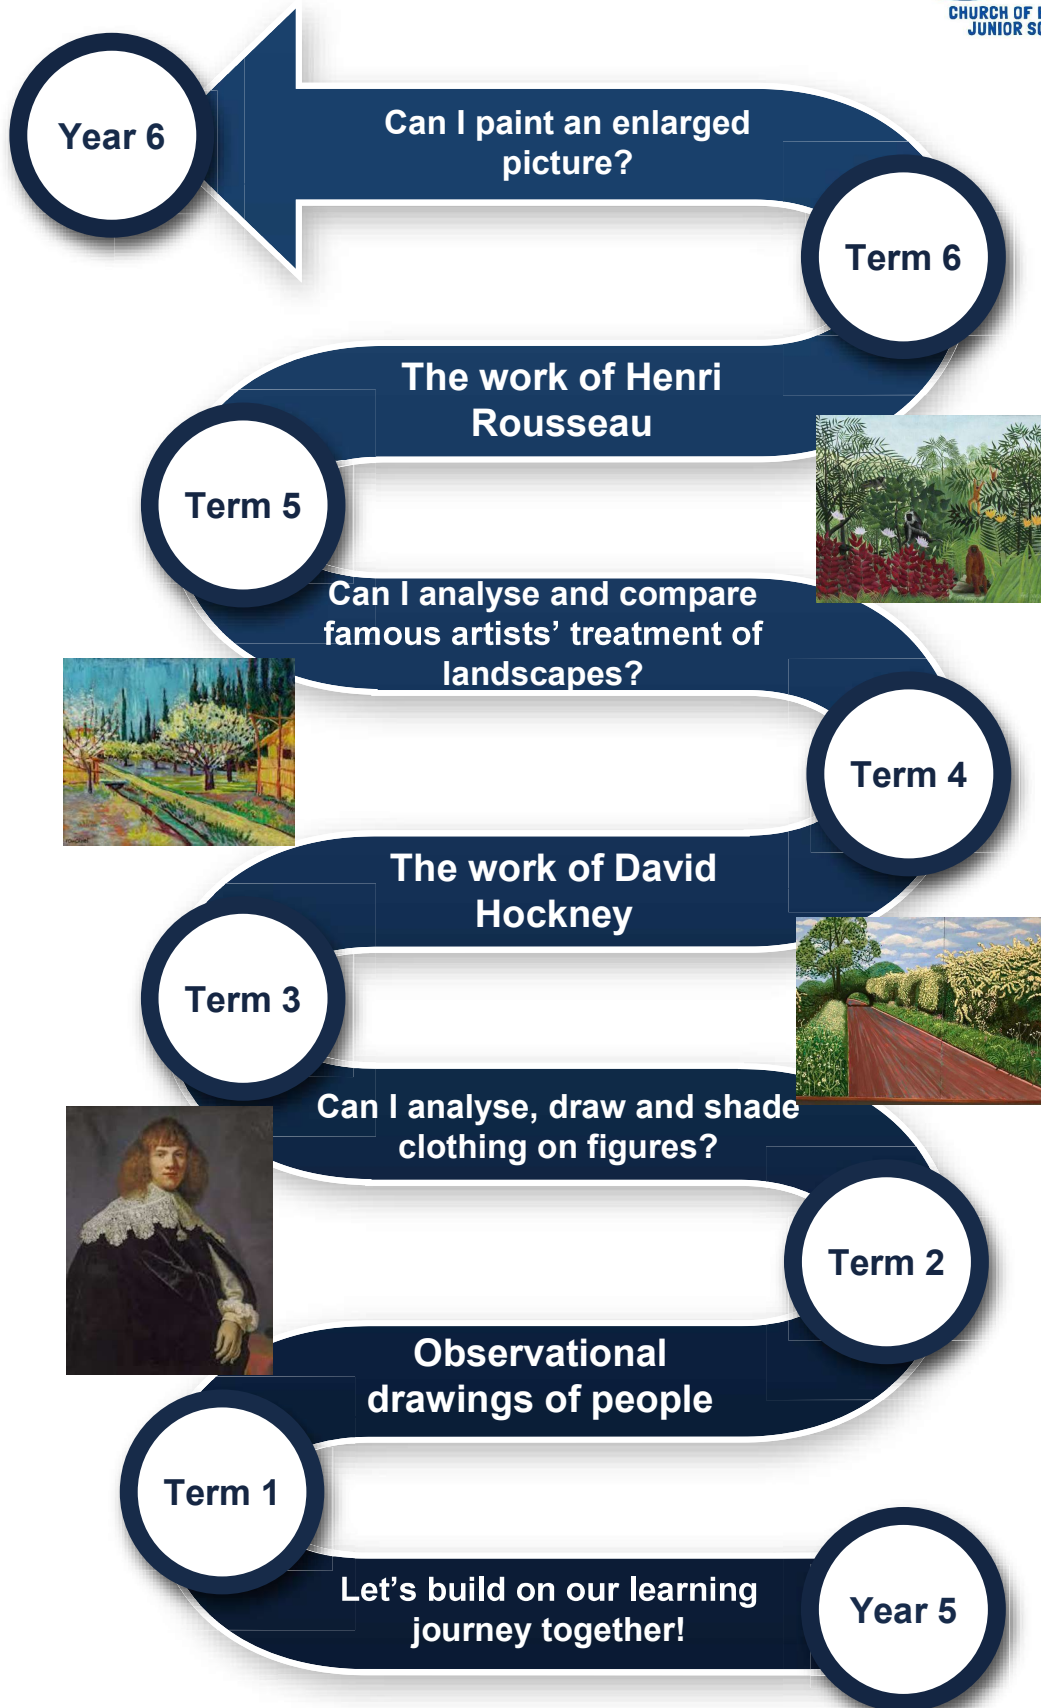 CHURCH OF
JUNIOR
Year 6
Can I paint an enlarged
picture?
Term 6
The work of Henri
Rousseau
Term 5
Can I analyse and compare
famous artists’ treatment of
landscapes?
Term 4
The work of David
Hockney
Term 3
Can I analyse, draw and shade
clothing on figures?
Term 2
Observational
drawings of people
Term 1
Let’s build on our learning
journey together!
Year 5